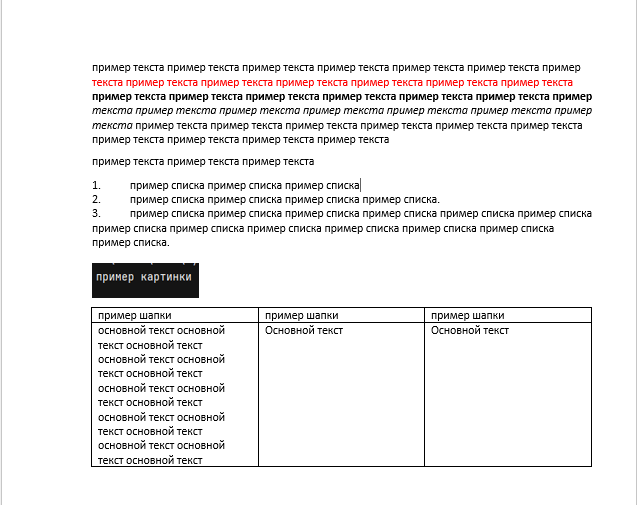 пример текста пример текста пример текста пример текста пример текста пример текста пример
текста пример текста пример текста пример текста пример текста пример текста пример текста
пример текста пример текста пример текста пример текста пример текста пример текста пример
текста пример текста пример текста пример текста пример текста пример текста пример
текста пример текста пример текста пример текста пример текста пример текста пример текста
пример текста пример текста пример текста пример текста
пример текста пример текста пример текста
1. пример списка пример списка пример списка
2. пример списка пример списка пример списка пример списка.
3. пример списка пример списка пример списка пример списка пример списка пример списка
пример списка пример списка пример списка пример списка пример списка пример списка
пример списка.
пример картинки
пример шапки пример шапки пример шапки
основной текст основной Основной текст Основной текст
текст основной текст
основной текст основной
текст основной текст
основной текст основной
текст основной текст
основной текст основной
текст основной текст
основной текст основной
текст основной текст